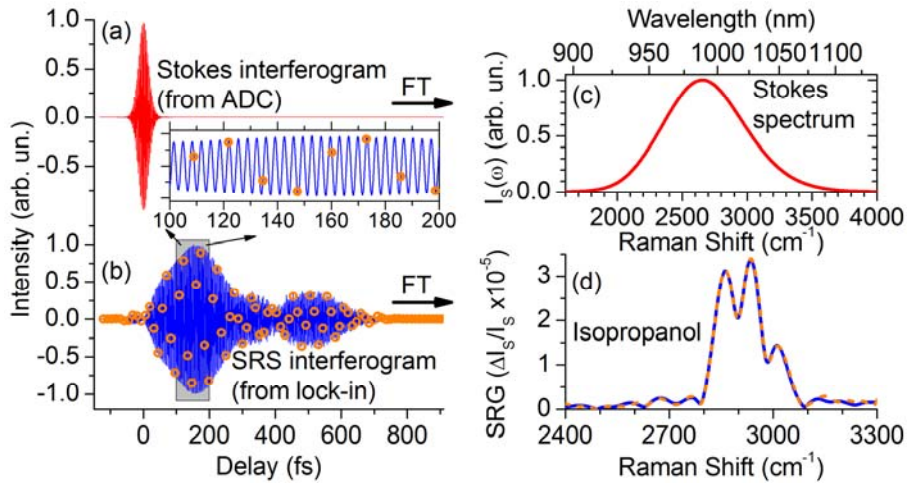 (a)
Stokes interferogram
(from ADC)
FT
1.0
0.5
0.0
-0.5
100 120 140 160 180 200
Intensity (arb. un.)
(b)
FT
1.0
0.5
0.0
-0.5
-1.0
SRS interferogram
(from lock-in)
0 200 400 600 800
Delay (fs)
Wavelength (nm)
900 950 1000 1050 1100
(c)
Stokes
spectrum
1.0
0.5
0.0
I_S(ω) (arb. un.)
2000 2500 3000 3500 4000
Raman Shift (cm⁻¹)
(d)
Isopropanol
3
2
1
0
SRG (ΔI_S/I_S x10⁻⁵)
2400 2700 3000 3300
Raman Shift (cm⁻¹)